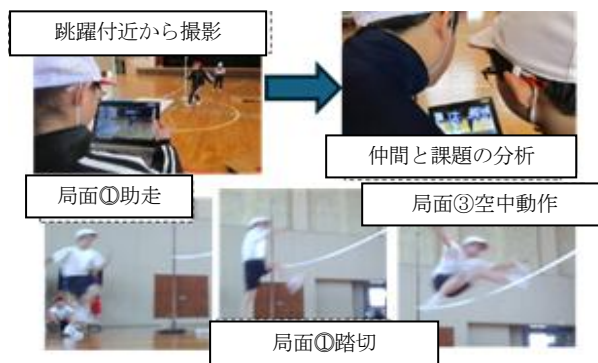 跳躍付近から撮影
仲間と課題の分析
局面①助走
局面③空中動作
局面①踏切